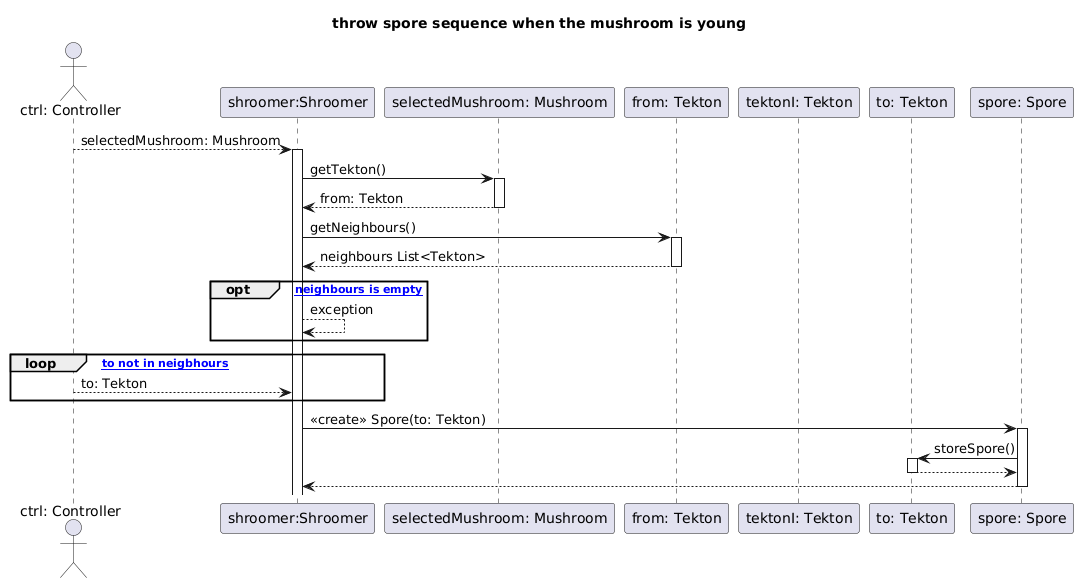 throw spore sequence when the mushroom is young
ctrl: Controller
shroomer:Shroomer
selectedMushroom: Mushroom
from: Tekton
tektonI: Tekton
to: Tekton
spore: Spore
selectedMushroom: Mushroom
getTekton()
from: Tekton
getNeighbours()
neighbours List<Tekton>
opt
neighbours is empty
exception
loop
to not in neigbhours
to: Tekton
«create» Spore(to: Tekton)
storeSpore()
ctrl: Controller
shroomer:Shroomer
selectedMushroom: Mushroom
from: Tekton
tektonI: Tekton
to: Tekton
spore: Spore